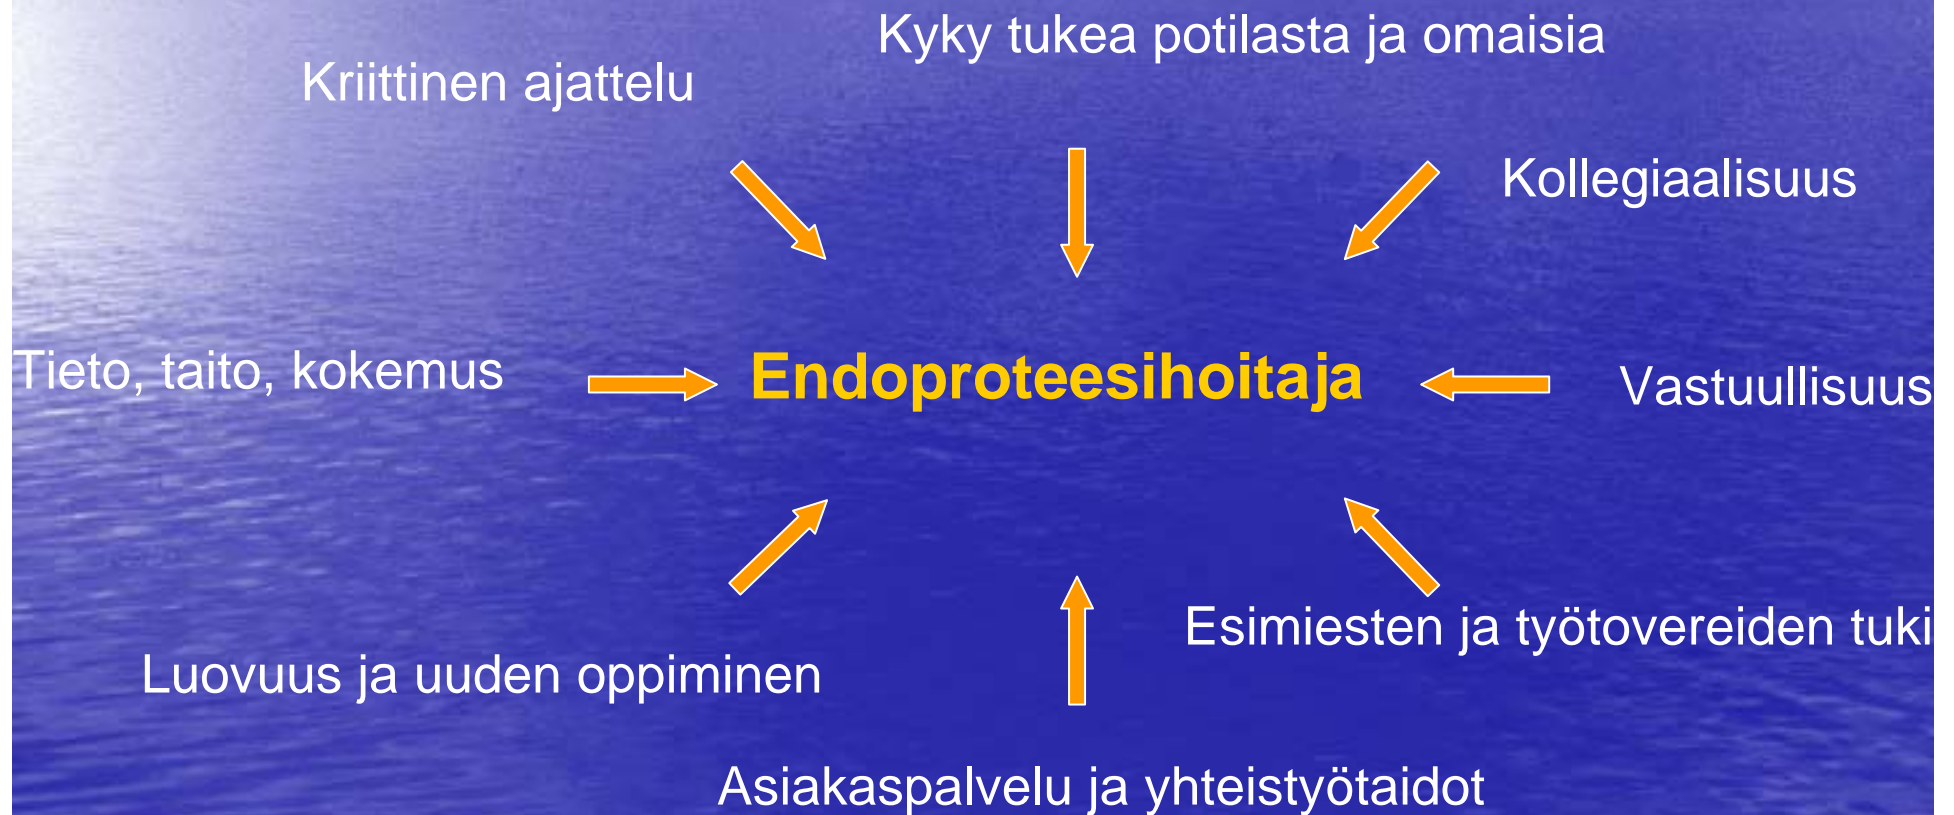 Kyky tukea potilasta ja omaisia
Kriittinen ajattelu
Kollegiaalisuus
Tieto, taito, kokemus
Endoproteesihoitaja
Vastuullisuus
Esimiesten ja työtovereiden tuki
Luovuus ja uuden oppiminen
Asiakaspalvelu ja yhteistyötaidot